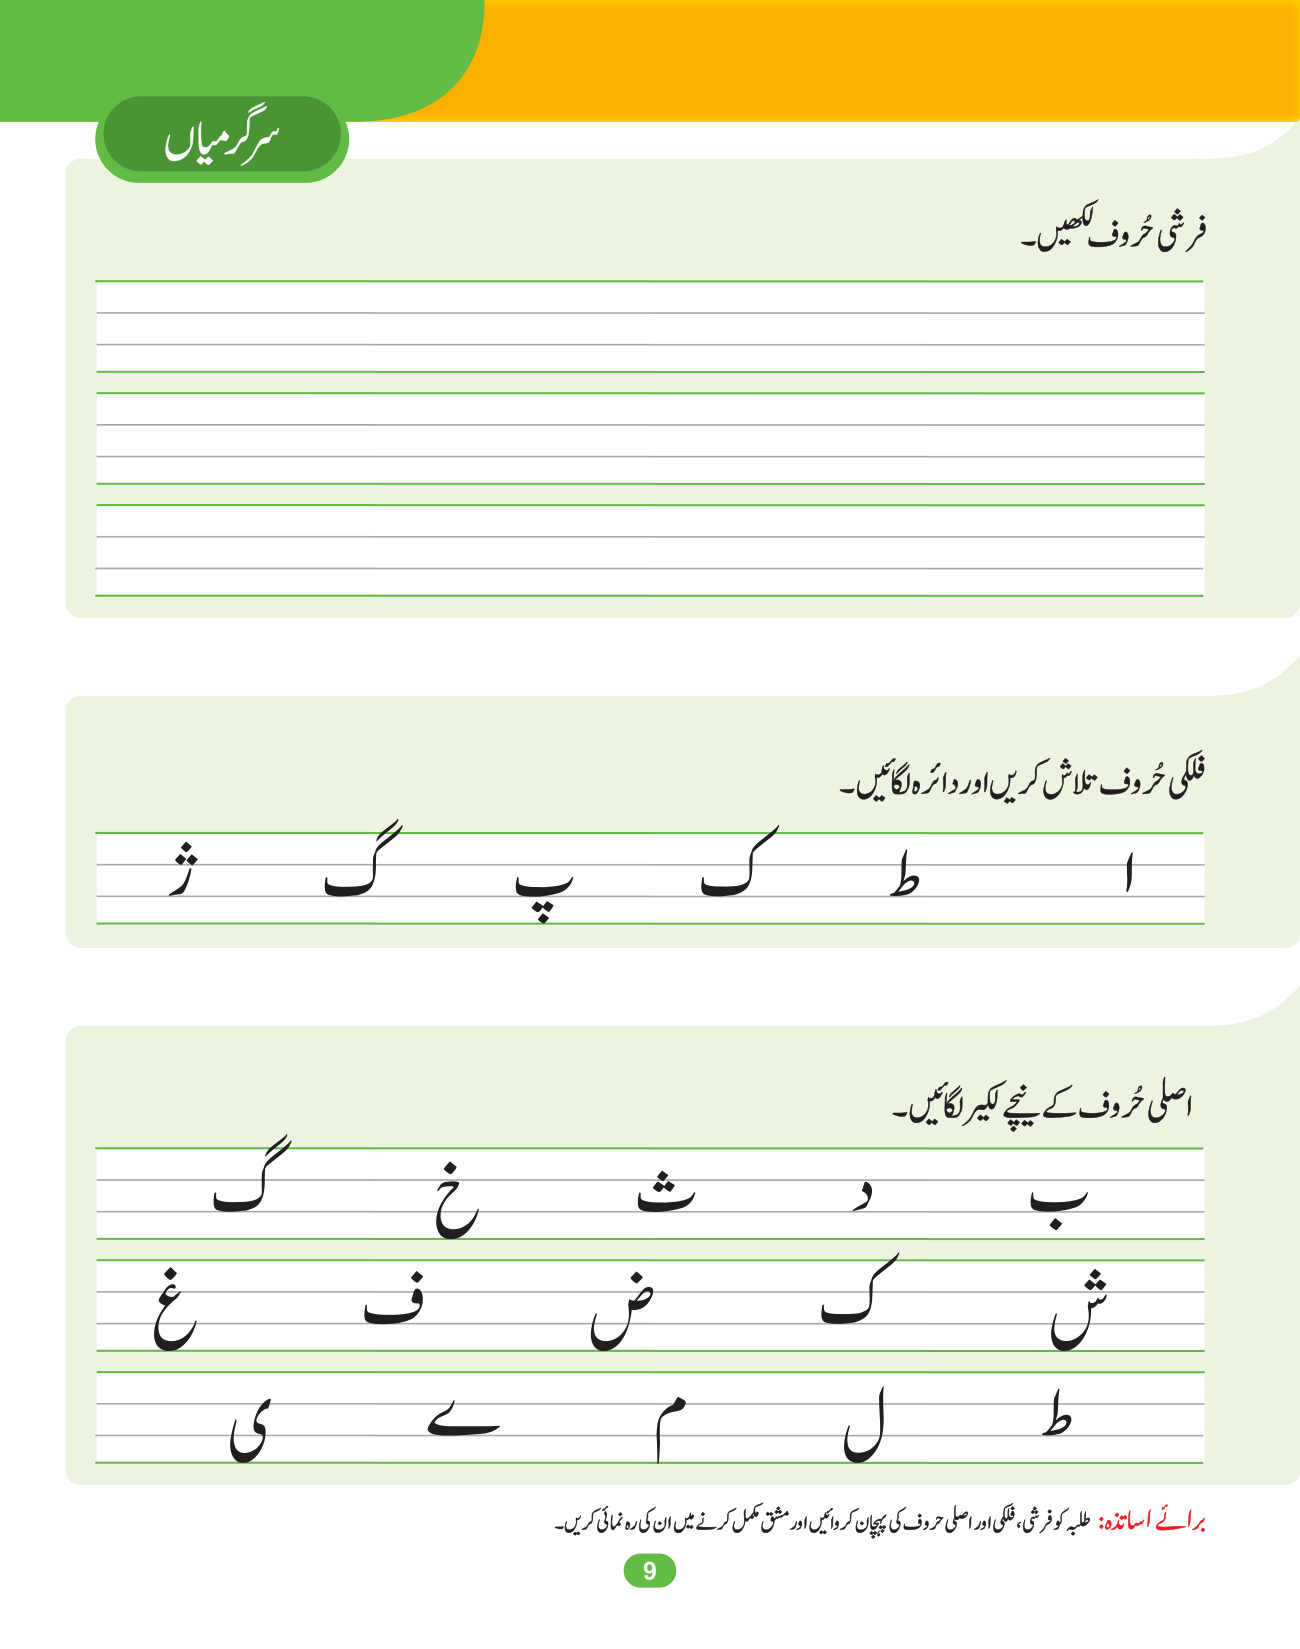 سرگرمیاں
فرشی حُروف لکھیں۔
فلکی حُروف تلاش کریں اور دائرہ لگائیں۔
ا ط ک پ گ ژ
اصلی حُروف کے نیچے لکیر لگائیں۔
ب د ث خ گ
ش ک ض ف غ
ط ل م ے ی
برائے اساتذہ: طلبہ کو فرشی، فلکی اور اصلی حروف کی پہچان کروائیں اور مشق مکمل کرنے میں ان کی رہ نمائی کریں۔
9